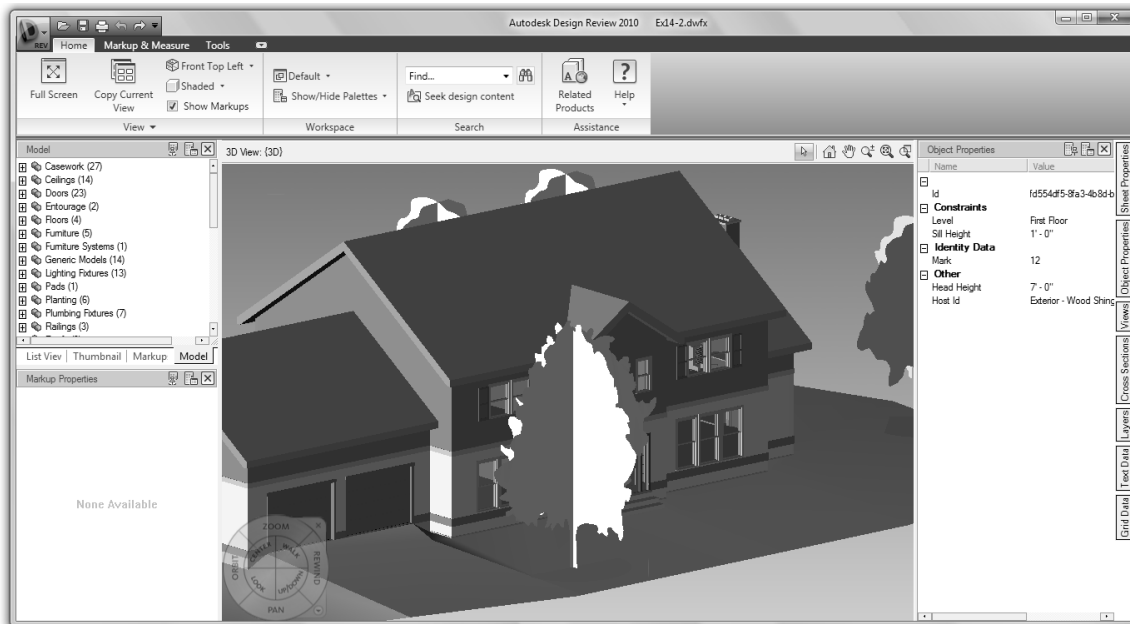 Autodesk Design Review 2010 Ex14-2.dwfx
REV
Home Markup & Measure Tools
Full Screen
Copy Current View
Front Top Left
Shaded
Show Markups
View
Default
Show/Hide Palettes
Workspace
Find...
Seek design content
Search
Related Products
Help
Assistance
Model
Casework (27)
Ceilings (14)
Doors (23)
Entourage (2)
Floors (4)
Furniture (5)
Furniture Systems (1)
Generic Models (14)
Lighting Fixtures (13)
Pads (1)
Planting (6)
Plumbing Fixtures (7)
Railings (3)
List View Thumbnail Markup Model
Markup Properties
None Available
3D View: {3D}
ZOOM
ORBIT
REWIND
PAN
CENTER
WALK
LOOK
UP/DOWN
Object Properties
Name Value
Id fd554df5-8fa3-4b8d-b
Constraints
Level First Floor
Sill Height 1' - 0"
Identity Data
Mark 12
Other
Head Height 7' - 0"
Host Id Exterior - Wood Shing
Sheet Properties
Object Properties
Views
Cross Sections
Layers
Text Data
Grid Data